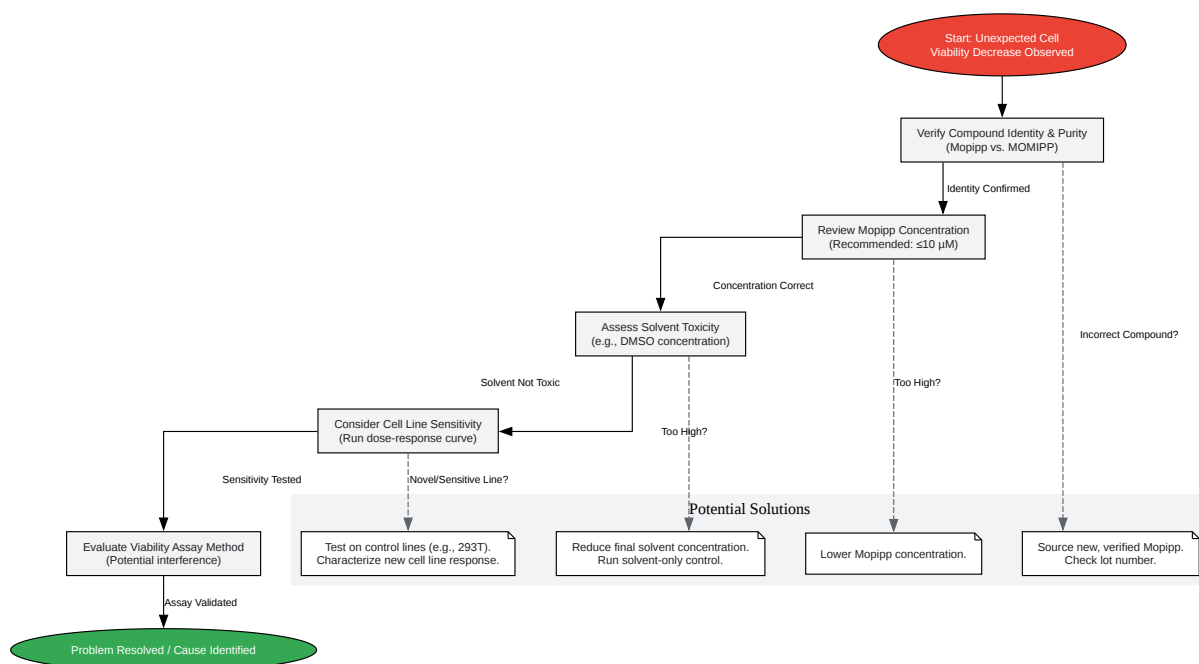 Start: Unexpected Cell
Viability Decrease Observed
Verify Compound Identity & Purity
(Mopipp vs. MOMIPP)
Identity Confirmed
Review Mopipp Concentration
(Recommended: ≤10 µM)
Concentration Correct
Assess Solvent Toxicity
(e.g., DMSO concentration)
Incorrect Compound?
Solvent Not Toxic
Too High?
Consider Cell Line Sensitivity
(Run dose-response curve)
Too High?
Sensitivity Tested
Novel/Sensitive Line?
Potential Solutions
Evaluate Viability Assay Method
(Potential interference)
Test on control lines (e.g., 293T).
Characterize new cell line response.
Reduce final solvent concentration.
Run solvent-only control.
Lower Mopipp concentration.
Source new, verified Mopipp.
Check lot number.
Assay Validated
Problem Resolved / Cause Identified